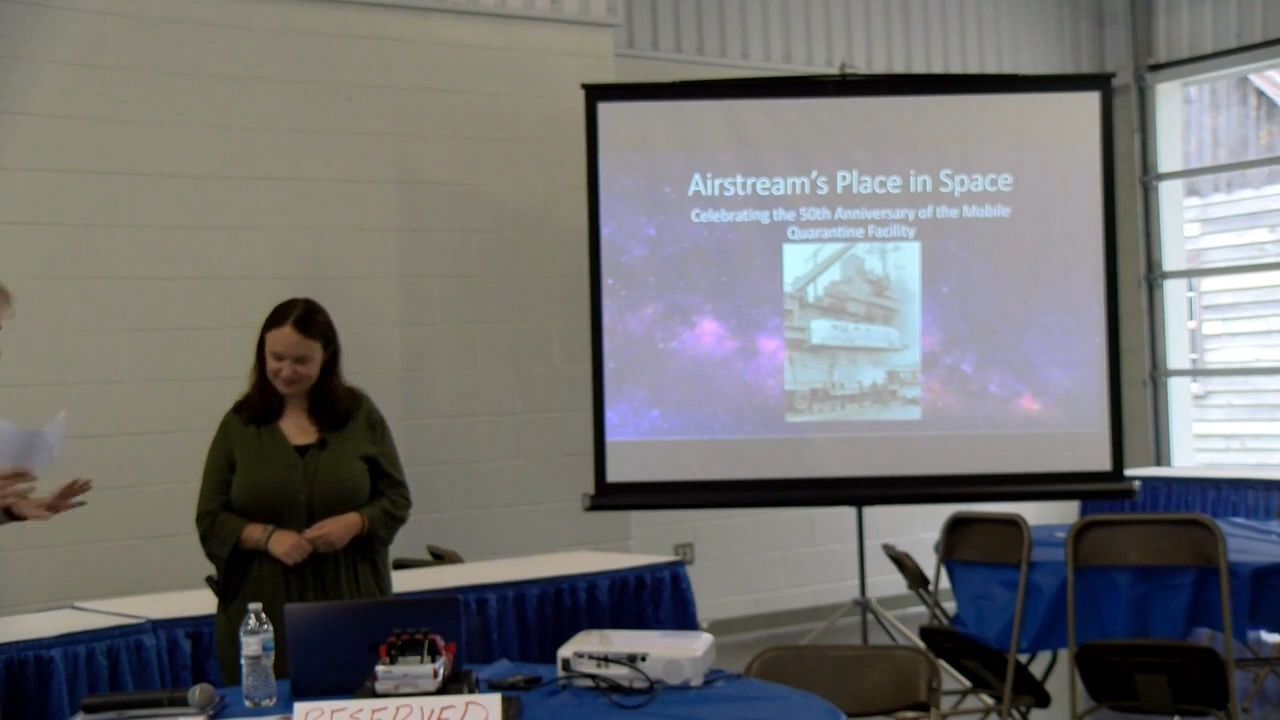 Airstream's Place in Space
Celebrating the 50th Anniversary of the Mobile
Quarantine Facility
RESERVED